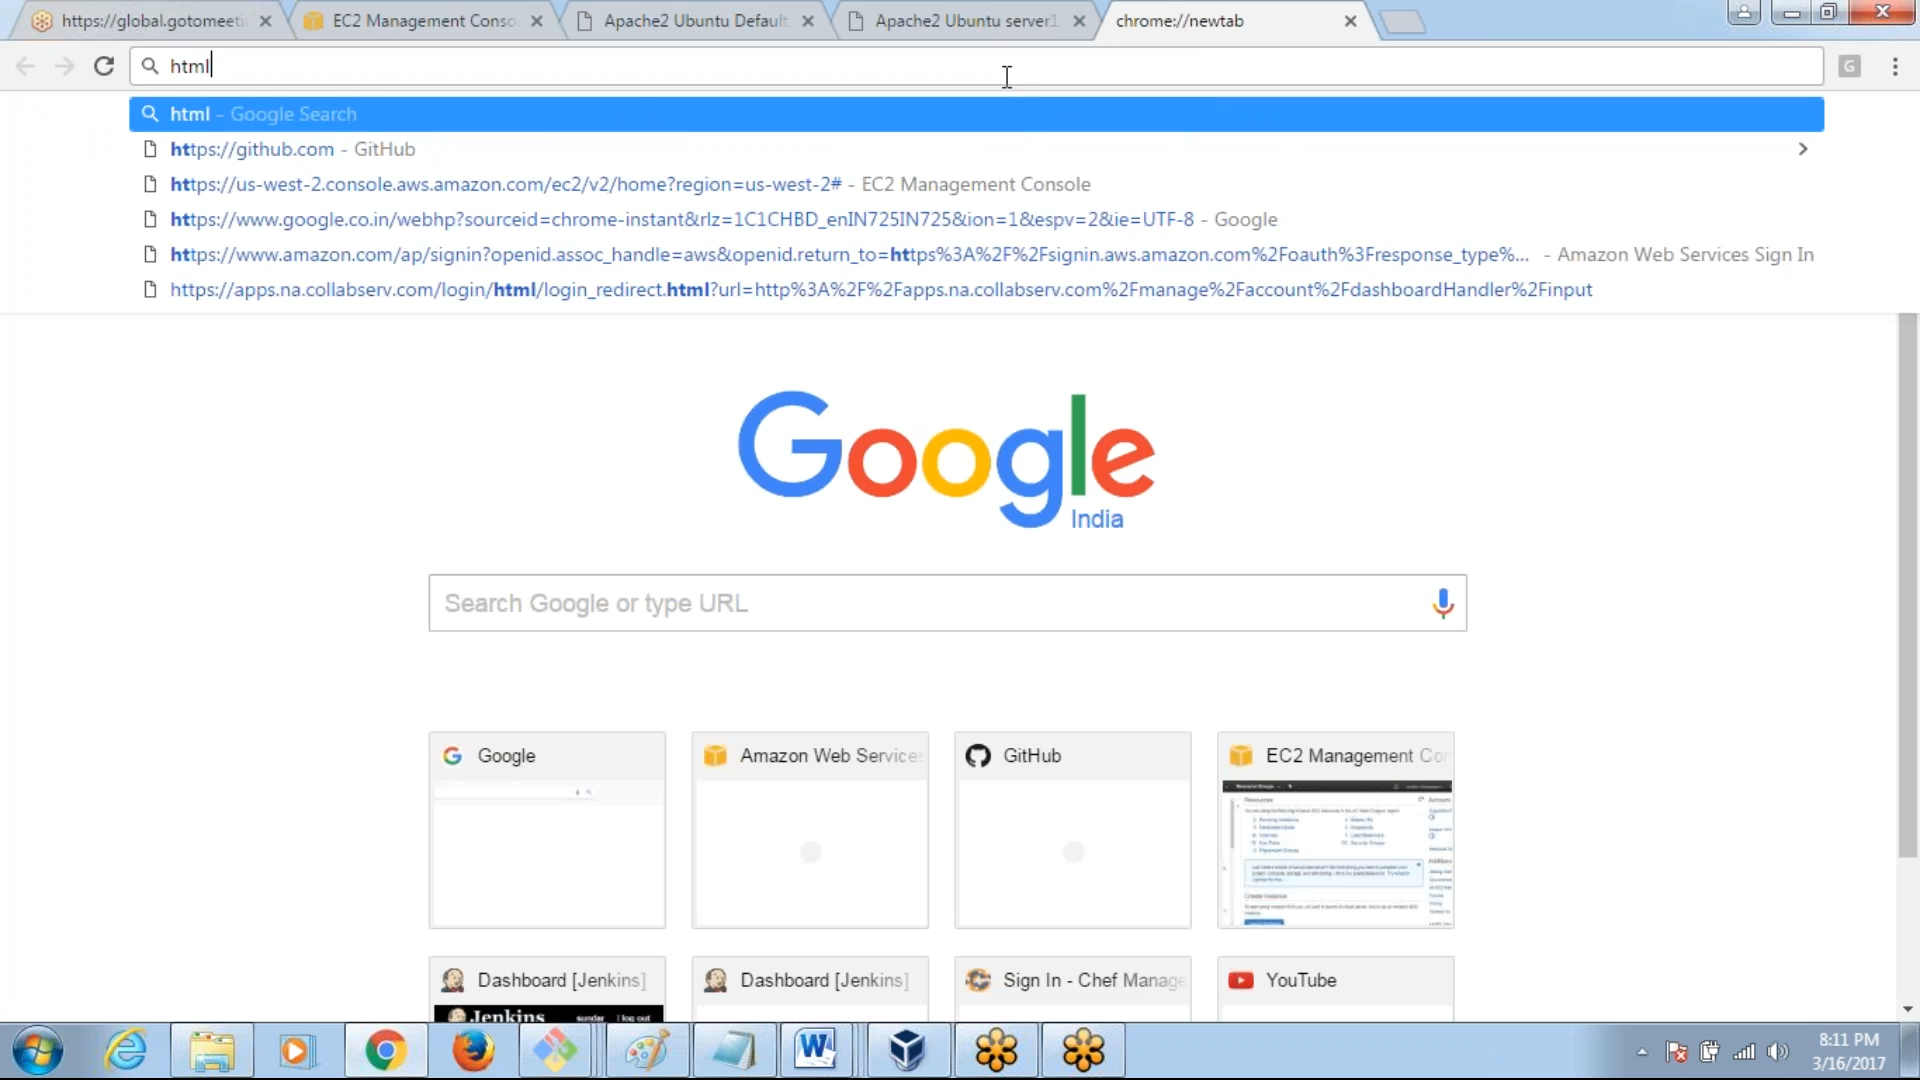 https://global.gotomeeti
EC2 Management Conso
Apache2 Ubuntu Default
Apache2 Ubuntu server1
chrome://newtab
html
html - Google Search
https://github.com - GitHub
https://us-west-2.console.aws.amazon.com/ec2/v2/home?region=us-west-2# - EC2 Management Console
https://www.google.co.in/webhp?sourceid=chrome-instant&rlz=1C1CHBD_enIN725IN725&ion=1&espv=2&ie=UTF-8 - Google
https://www.amazon.com/ap/signin?openid.assoc_handle=aws&openid.return_to=https%3A%2F%2Fsignin.aws.amazon.com%2Foauth%3Fresponse_type%... - Amazon Web Services Sign In
https://apps.na.collabserv.com/login/html/login_redirect.html?url=http%3A%2F%2Fapps.na.collabserv.com%2Fmanage%2Faccount%2FdashboardHandler%2Finput
Google
India
Search Google or type URL
Google
Amazon Web Services
GitHub
EC2 Management Con
Dashboard [Jenkins]
Dashboard [Jenkins]
Sign In - Chef Manage
YouTube
Jenkins
sundar | log out
8:11 PM
3/16/2017